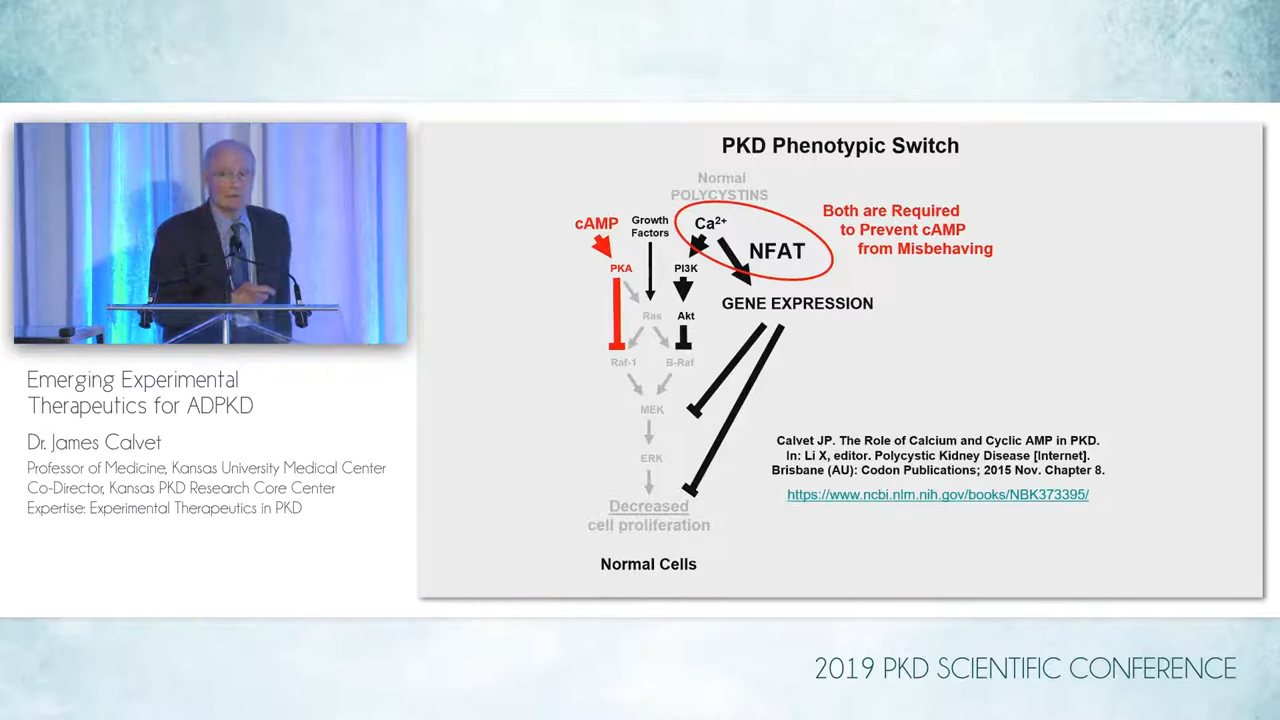 PKD Phenotypic Switch
Normal
POLYCYSTINS
cAMP
Growth
Factors
Ca²⁺
NFAT
Both are Required
to Prevent cAMP
from Misbehaving
PKA
PI3K
GENE EXPRESSION
Ras
Akt
Raf-1
B-Raf
MEK
ERK
Decreased
cell proliferation
Normal Cells
Calvet JP. The Role of Calcium and Cyclic AMP in PKD.
In: Li X, editor. Polycystic Kidney Disease [Internet].
Brisbane (AU): Codon Publications; 2015 Nov. Chapter 8.
https://www.ncbi.nlm.nih.gov/books/NBK373395/
Emerging Experimental
Therapeutics for ADPKD
Dr. James Calvet
Professor of Medicine, Kansas University Medical Center
Co-Director, Kansas PKD Research Core Center
Expertise: Experimental Therapeutics in PKD
2019 PKD SCIENTIFIC CONFERENCE